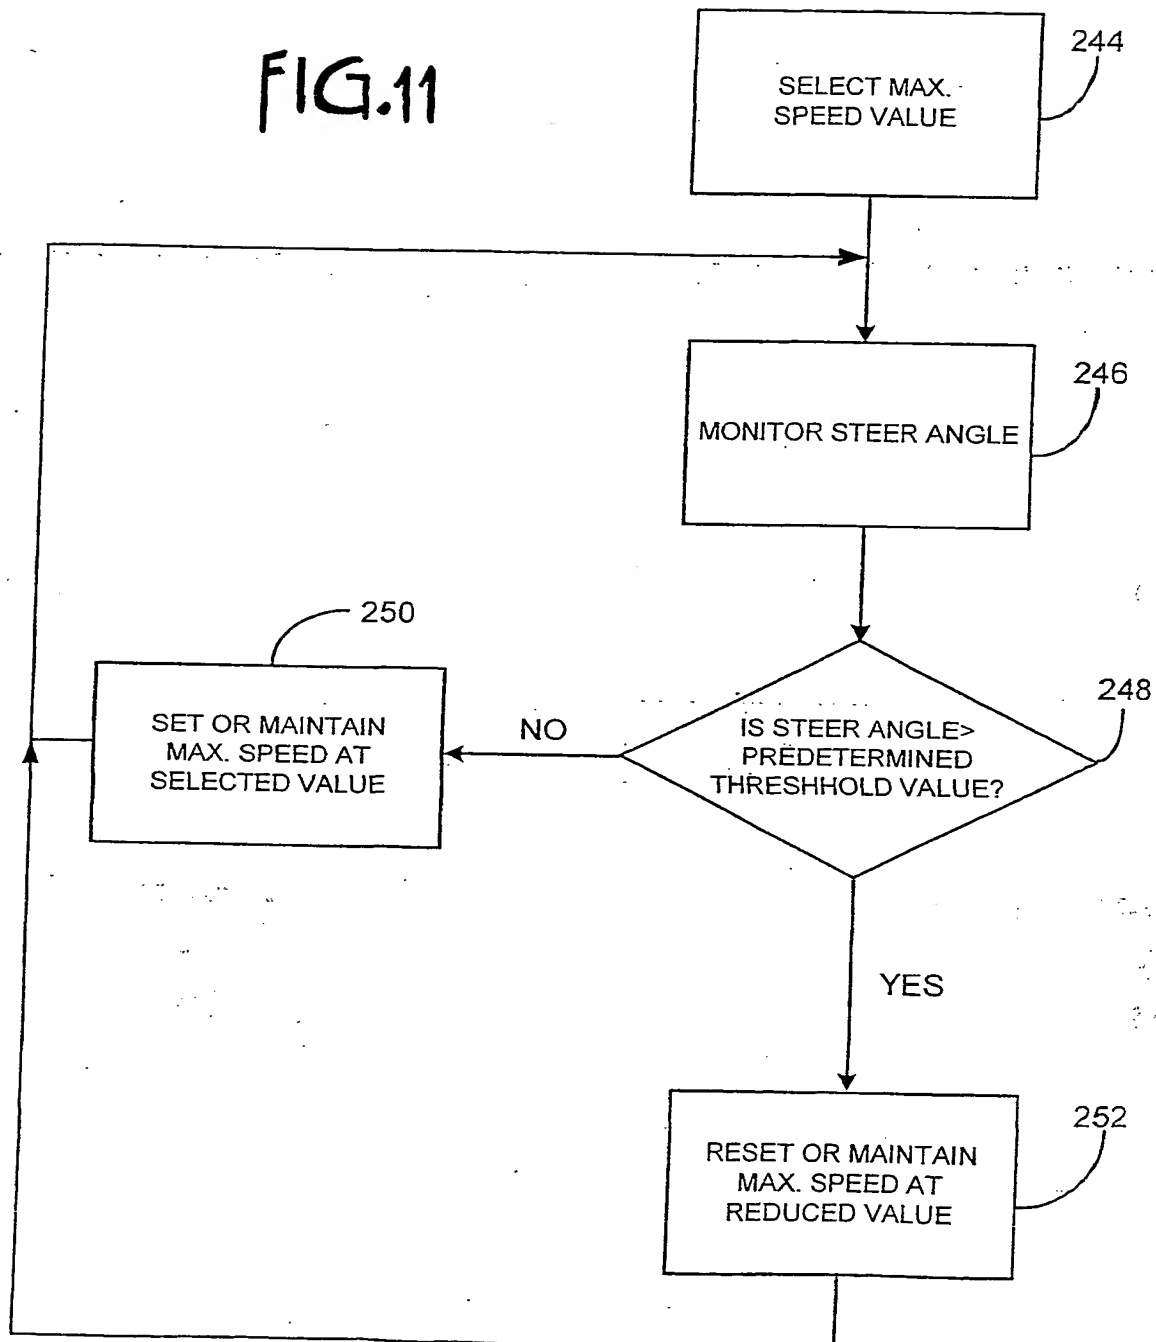 FIG.11
244
SELECT MAX.
SPEED VALUE
246
MONITOR STEER ANGLE
250
248
SET OR MAINTAIN
MAX. SPEED AT
SELECTED VALUE
NO
IS STEER ANGLE>
PREDETERMINED
THRESHHOLD VALUE?
YES
252
RESET OR MAINTAIN
MAX. SPEED AT
REDUCED VALUE